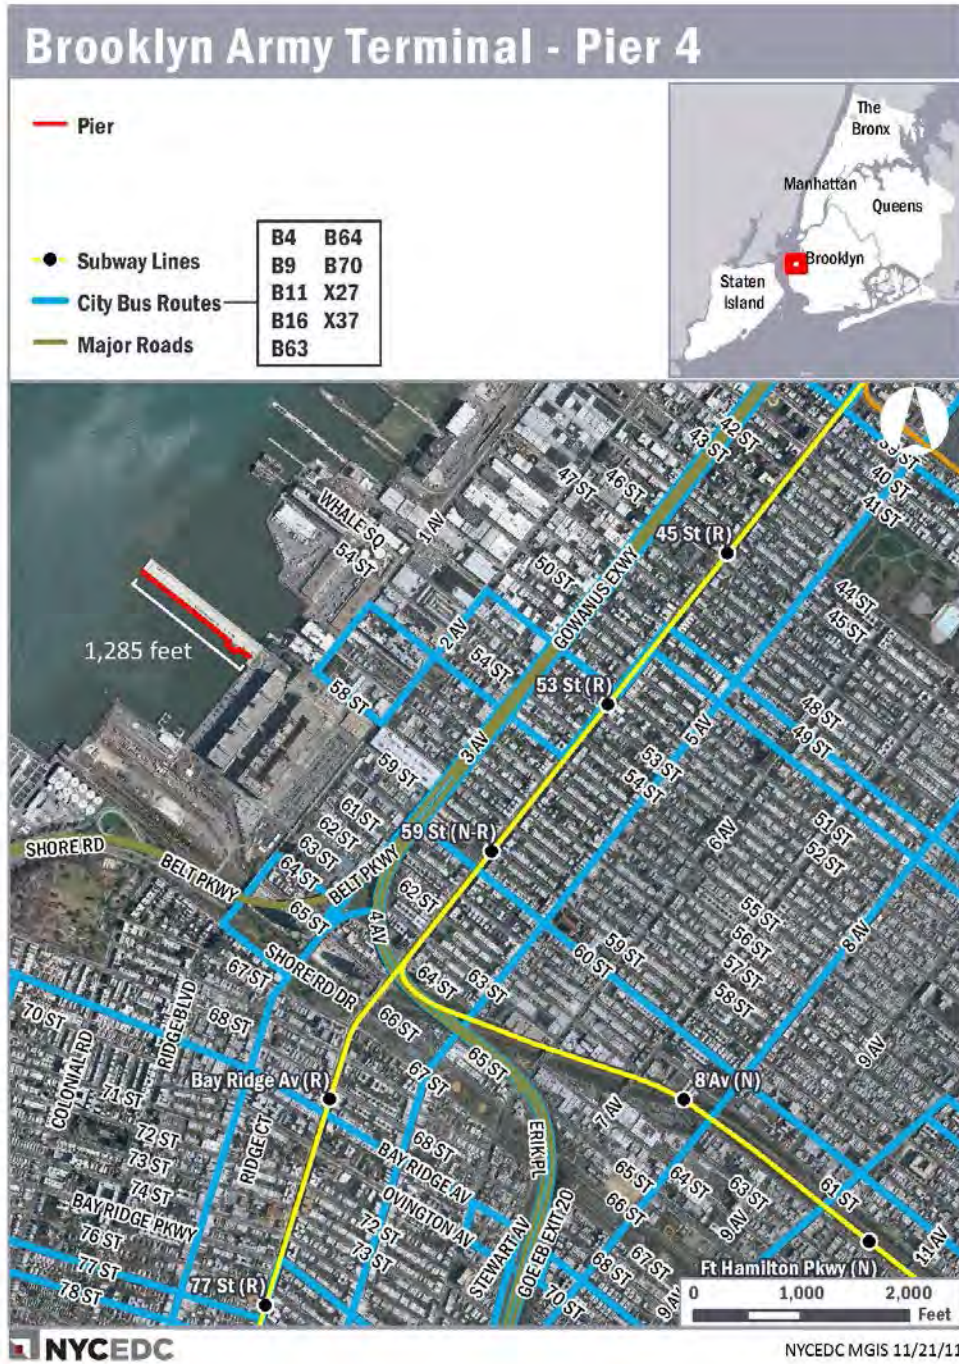 Brooklyn Army Terminal - Pier 4
Pier
Subway Lines
City Bus Routes
Major Roads
B4 B64
B9 B70
B11 X27
B16 X37
B63
The
Bronx
Manhattan
Queens
Brooklyn
Staten
Island
42 ST
43 ST
39 ST
40 ST
41 ST
46 ST
47 ST
WHALE SQ
1 AV
54 ST
45 St (R)
50 ST
GOWANUS EXWY
44 ST
45 ST
1,285 feet
2 AV
54 ST
58 ST
53 St (R)
48 ST
49 ST
5 AV
3 AV
53 ST
54 ST
59 ST
61 ST
62 ST
63 ST
64 ST
65 ST
59 St (N-R)
6 AV
51 ST
52 ST
SHORE RD
BELT PKWY
BELT PKWY
62 ST
4 AV
55 ST
56 ST
57 ST
58 ST
8 AV
59 ST
60 ST
67 ST
SHORE RD DR
64 ST
63 ST
66 ST
65 ST
68 ST
70 ST
RIDGE BLVD
COLONIAL RD
9 AV
Bay Ridge Av (R)
67 ST
8 Av (N)
7 AV
71 ST
72 ST
73 ST
74 ST
RIDGE CT
68 ST
BAY RIDGE AV
OVINGTON AV
ERIK PL
65 ST
66 ST
64 ST
63 ST
61 ST
9 AV
11 AV
BAY RIDGE PKWY
76 ST
77 ST
78 ST
72 ST
73 ST
STEWART AV
GOEB EXIT 20
67 ST
68 ST
70 ST
9 AV
77 St (R)
Ft Hamilton Pkwy (N)
0 1,000 2,000
Feet
NYCEDC
NYCEDC MGIS 11/21/11